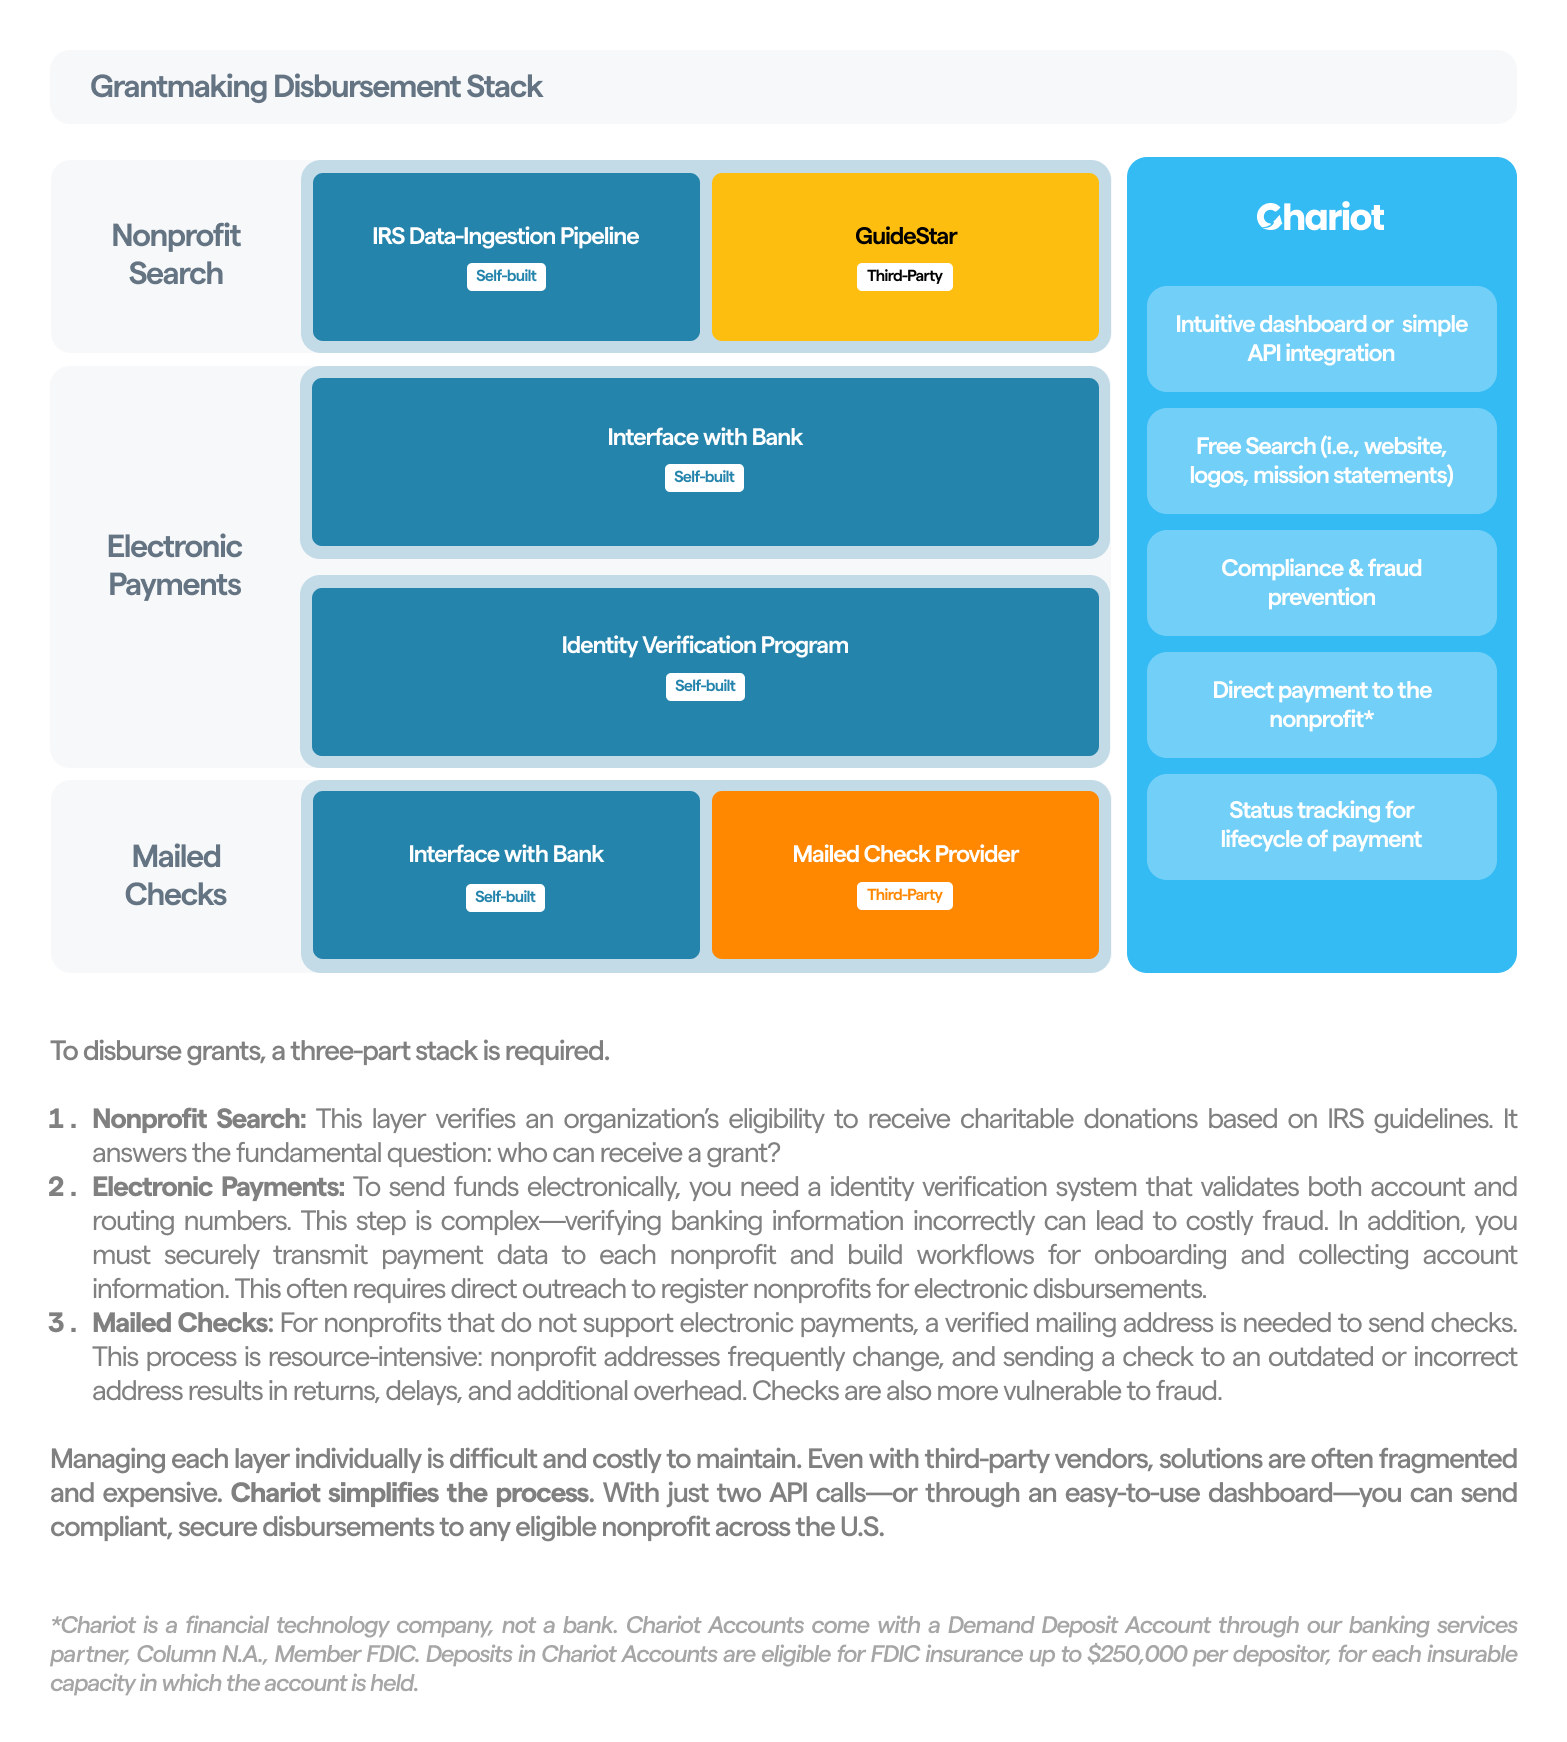 Grantmaking Disbursement Stack
Nonprofit
Search
IRS Data-Ingestion Pipeline
Self-built
GuideStar
Third-Party
Electronic
Payments
Interface with Bank
Self-built
Identity Verification Program
Self-built
Mailed
Checks
Interface with Bank
Self-built
Mailed Check Provider
Third-Party
Chariot
Intuitive dashboard or simple
API integration
Free Search (i.e., website,
logos, mission statements)
Compliance & fraud
prevention
Direct payment to the
nonprofit*
Status tracking for
lifecycle of payment
To disburse grants, a three-part stack is required.
1. Nonprofit Search: This layer verifies an organization's eligibility to receive charitable donations based on IRS guidelines. It
answers the fundamental question: who can receive a grant?
2. Electronic Payments: To send funds electronically, you need a identity verification system that validates both account and
routing numbers. This step is complex—verifying banking information incorrectly can lead to costly fraud. In addition, you
must securely transmit payment data to each nonprofit and build workflows for onboarding and collecting account
information. This often requires direct outreach to register nonprofits for electronic disbursements.
3. Mailed Checks: For nonprofits that do not support electronic payments, a verified mailing address is needed to send checks.
This process is resource-intensive: nonprofit addresses frequently change, and sending a check to an outdated or incorrect
address results in returns, delays, and additional overhead. Checks are also more vulnerable to fraud.
Managing each layer individually is difficult and costly to maintain. Even with third-party vendors, solutions are often fragmented
and expensive. Chariot simplifies the process. With just two API calls—or through an easy-to-use dashboard—you can send
compliant, secure disbursements to any eligible nonprofit across the U.S.
*Chariot is a financial technology company, not a bank. Chariot Accounts come with a Demand Deposit Account through our banking services
partner, Column N.A., Member FDIC. Deposits in Chariot Accounts are eligible for FDIC insurance up to $250,000 per depositor, for each insurable
capacity in which the account is held.